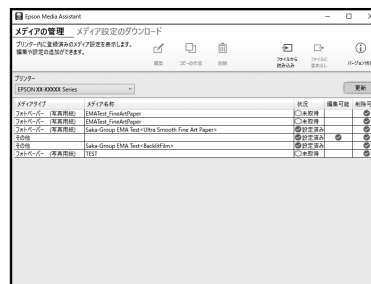 Epson Media Assistant
メディアの管理 メディア設定のダウンロード
プリンター内に登録済みのメディア設定を表示します。
編集や設定の追加ができます。
編集 コピーの作成 削除 ファイルから
読み込み ファイルに
書き出し バージョン情
プリンター
EPSON XX-XXXXX Series 更新
メディアタイプ メディア名称 状況 編集可能 削除可
フォトペーパー (写真用紙) EMATest_FineArtPaper 未取得
フォトペーパー (写真用紙) EMATest_FineArtPaper 未取得
フォトペーパー (写真用紙) Saka-Group EMA Test<Ultra Smooth Fine Art Paper> 設定済み
その他 設定済み
その他 Saka-Group EMA Test<BacklitFilm> 設定済み
フォトペーパー (写真用紙) TEST 未取得